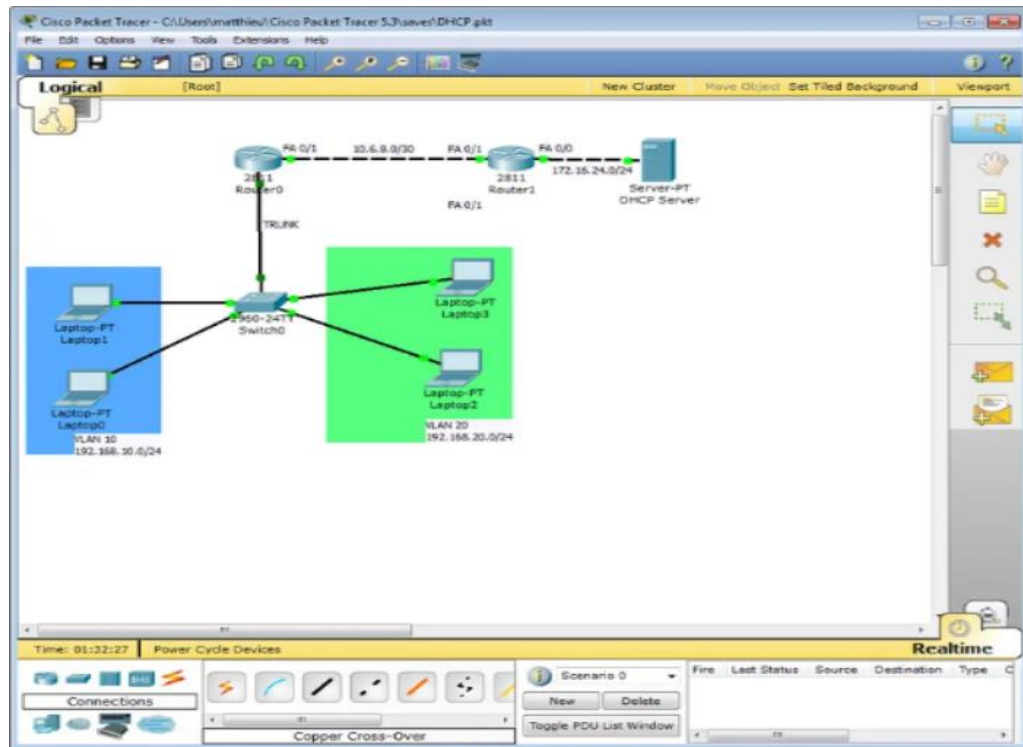 Cisco Packet Tracer - C:\Users\matthieu\Cisco Packet Tracer 5.3\saves\DHCP.pkt
File Edit Options View Tools Extensions Help
Logical [Root] New Cluster Move Object Set Tiled Background Viewport
FA 0/1 10.6.8.0/30 FA 0/1 FA 0/0
172.16.24.0/24
2811
Router0
2811
Router1
Server-PT
DHCP Server
FA 0/1
TRUNK
Laptop-PT
Laptop1
2960-24TT
Switch0
Laptop-PT
Laptop3
Laptop-PT
Laptop0
Laptop-PT
Laptop2
VLAN 10
192.168.10.0/24
VLAN 20
192.168.20.0/24
Time: 01:32:27 Power Cycle Devices Realtime
Connections
Copper Cross-Over
Scenario 0
New Delete
Toggle PDU List Window
Fire Last Status Source Destination Type C